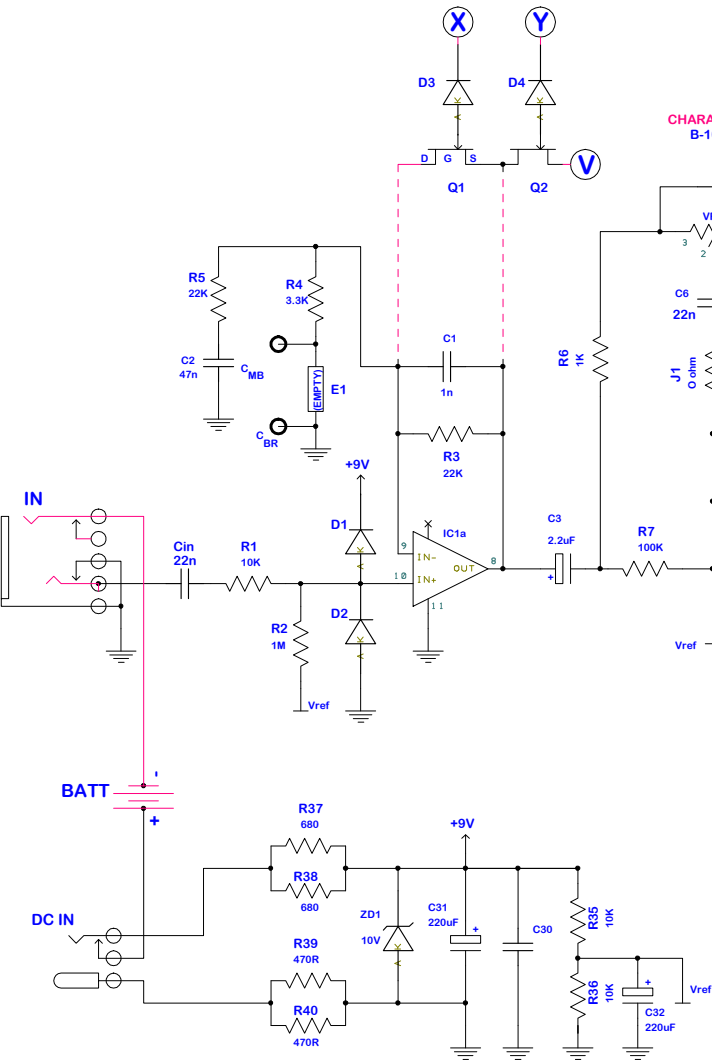 X
Y
D3
D4
A K
A K
CHARA
B-1
D G S
V
Q1
Q2
3
2
R5
22K
R4
3.3K
C6
22n
C1
1n
R6
1K
C2
47n
CMB
(EMPTY)
E1
J1
O ohm
CBR
R3
22K
+9V
IN
D1
A K
IC1a
C3
2.2uF
Cin
22n
R1
10K
9
IN-
OUT
8
10
IN+
+
R7
100K
11
D2
A K
R2
1M
Vref
Vref
-
BATT
+
R37
680
+9V
R38
680
DC IN
ZD1
10V
A K
C31
220uF
+
C30
R35
10K
R39
470R
R40
470R
R36
10K
+
C32
220uF
Vref